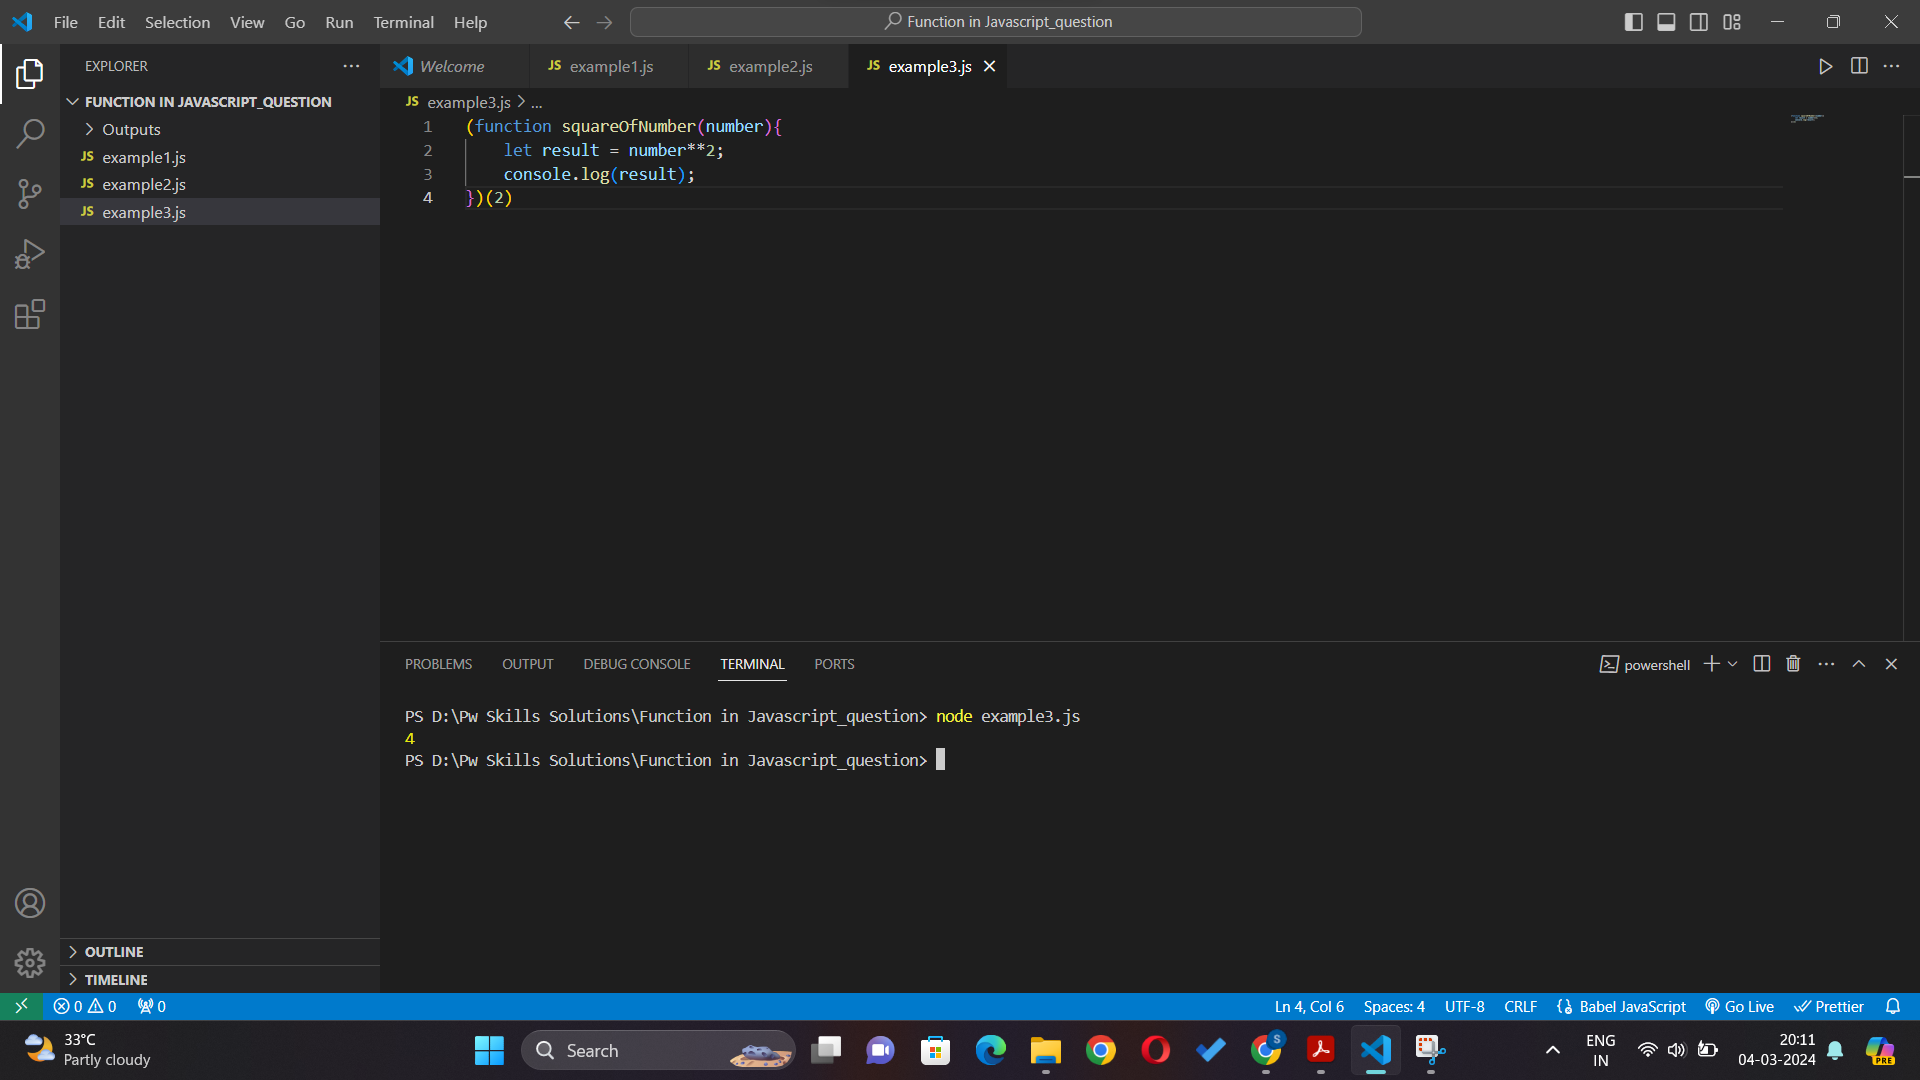 File Edit Selection View Go Run Terminal Help
Function in Javascript_question
EXPLORER
FUNCTION IN JAVASCRIPT_QUESTION
Outputs
JS example1.js
JS example2.js
JS example3.js
OUTLINE
TIMELINE
Welcome JS example1.js JS example2.js JS example3.js
JS example3.js > ...
1 (function squareOfNumber(number){
2 let result = number**2;
3 console.log(result);
4 })(2)
PROBLEMS OUTPUT DEBUG CONSOLE TERMINAL PORTS
powershell
PS D:\Pw Skills Solutions\Function in Javascript_question> node example3.js
4
PS D:\Pw Skills Solutions\Function in Javascript_question>
0 0 0
Ln 4, Col 6 Spaces: 4 UTF-8 CRLF Babel JavaScript Go Live Prettier
33°C
Partly cloudy
Search
S
PRE
ENG
IN
20:11
04-03-2024